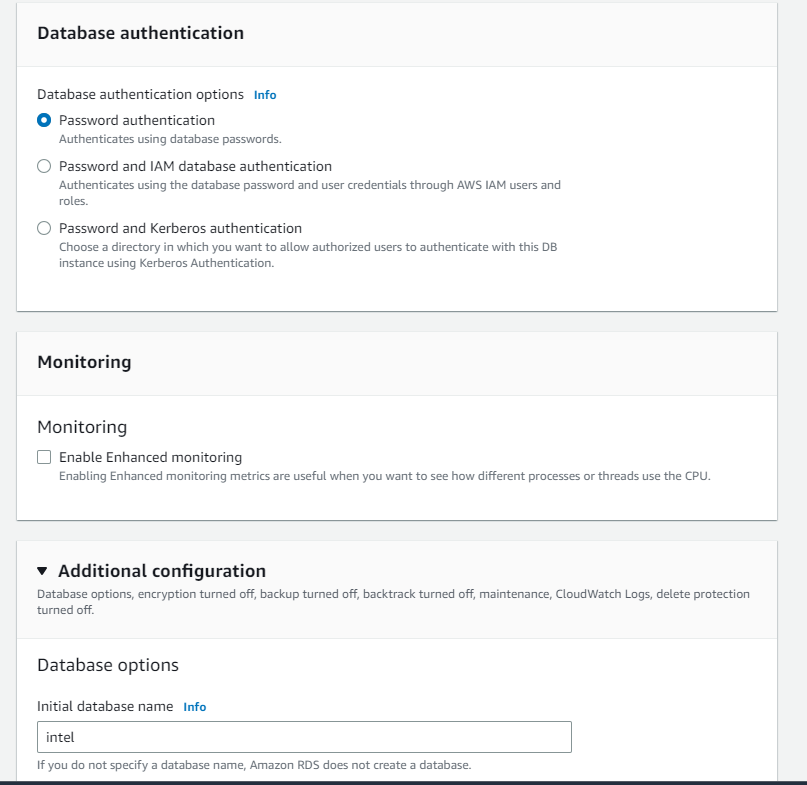 Database authentication
Database authentication options Info
Password authentication
Authenticates using database passwords.
Password and IAM database authentication
Authenticates using the database password and user credentials through AWS IAM users and
roles.
Password and Kerberos authentication
Choose a directory in which you want to allow authorized users to authenticate with this DB
instance using Kerberos Authentication.
Monitoring
Monitoring
Enable Enhanced monitoring
Enabling Enhanced monitoring metrics are useful when you want to see how different processes or threads use the CPU.
Additional configuration
Database options, encryption turned off, backup turned off, backtrack turned off, maintenance, CloudWatch Logs, delete protection
turned off.
Database options
Initial database name Info
intel
If you do not specify a database name, Amazon RDS does not create a database.